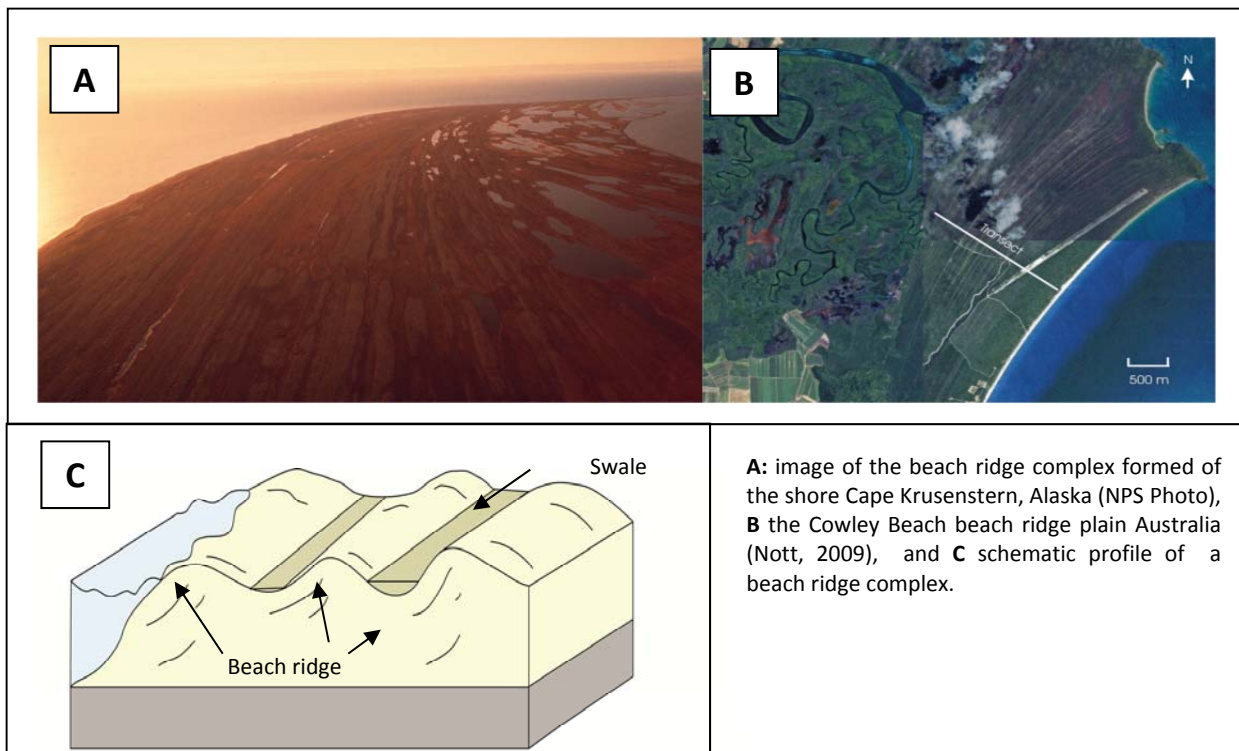 A
B
N
Transect
500 m
C
Swale
Beach ridge
A: image of the beach ridge complex formed of
the shore Cape Krusenstern, Alaska (NPS Photo),
B the Cowley Beach beach ridge plain Australia
(Nott, 2009), and C schematic profile of a
beach ridge complex.